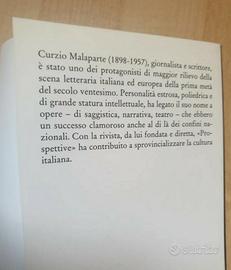 Curzio Malaparte (1898-1957), giornalista e scrittore,
è stato uno dei protagonisti di maggior rilievo della
scena letteraria italiana ed europea della prima metà
del secolo ventesimo. Personalità estrosa, poliedrica e
di grande statura intellettuale, ha legato il suo nome a
opere – di saggistica, narrativa, teatro – che ebbero
un successo clamoroso anche al di là dei confini na-
zionali. Con la rivista, da lui fondata e diretta, «Pro-
spettive» ha contribuito a sprovincializzare la cultura
italiana.
subito.it